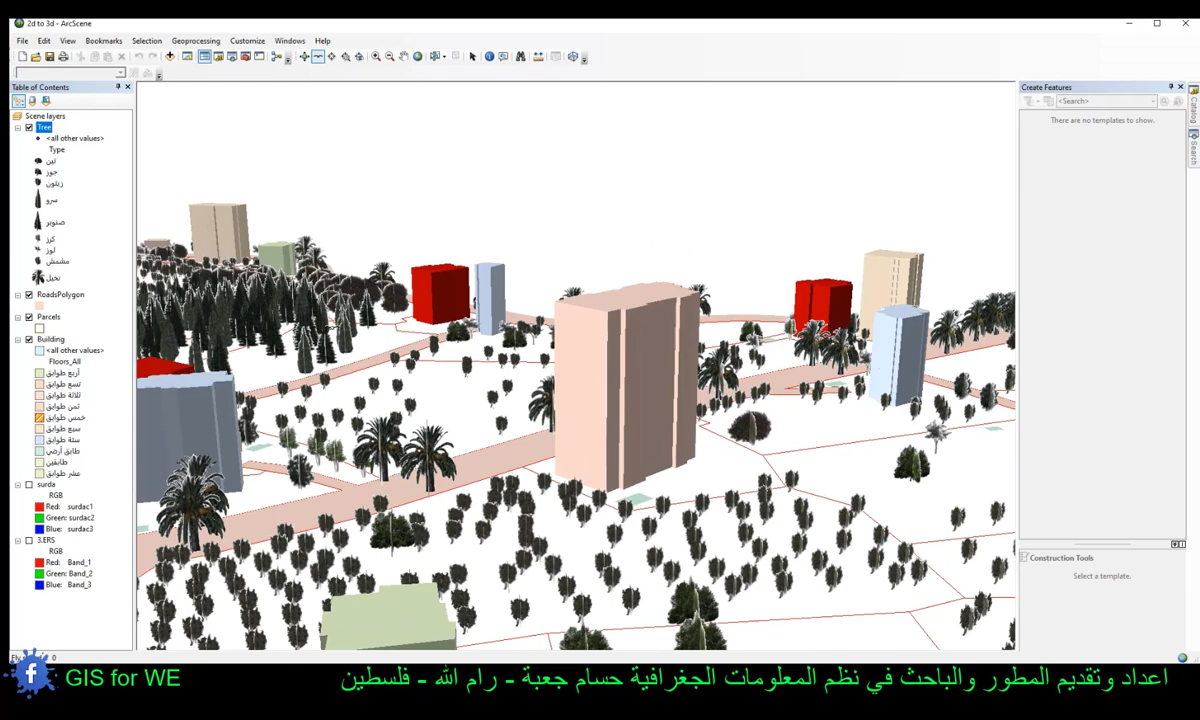 2d to 3d - ArcScene
File Edit View Bookmarks Selection Geoprocessing Customize Windows Help
Table of Contents
Scene layers
Tree
<all other values>
Type
تين
جوز
زيتون
سرو
صنوبر
كرز
لوز
مشمش
نخيل
RoadsPolygon
Parcels
Building
<all other values>
Floors_All
أربع طوابق
تسع طوابق
ثلاثة طوابق
ثمن طوابق
خمس طوابق
سبع طوابق
ستة طوابق
طابق أرضي
طابقين
عشر طوابق
surda
RGB
Red: surdac1
Green: surdac2
Blue: surdac3
3.ERS
RGB
Red: Band_1
Green: Band_2
Blue: Band_3
Create Features
<Search>
There are no templates to show.
Construction Tools
Select a template.
Catalog
Search
f GIS for WE
اعداد وتقديم المطور والباحث في نظم المعلومات الجغرافية حسام جعبة - رام الله - فلسطين